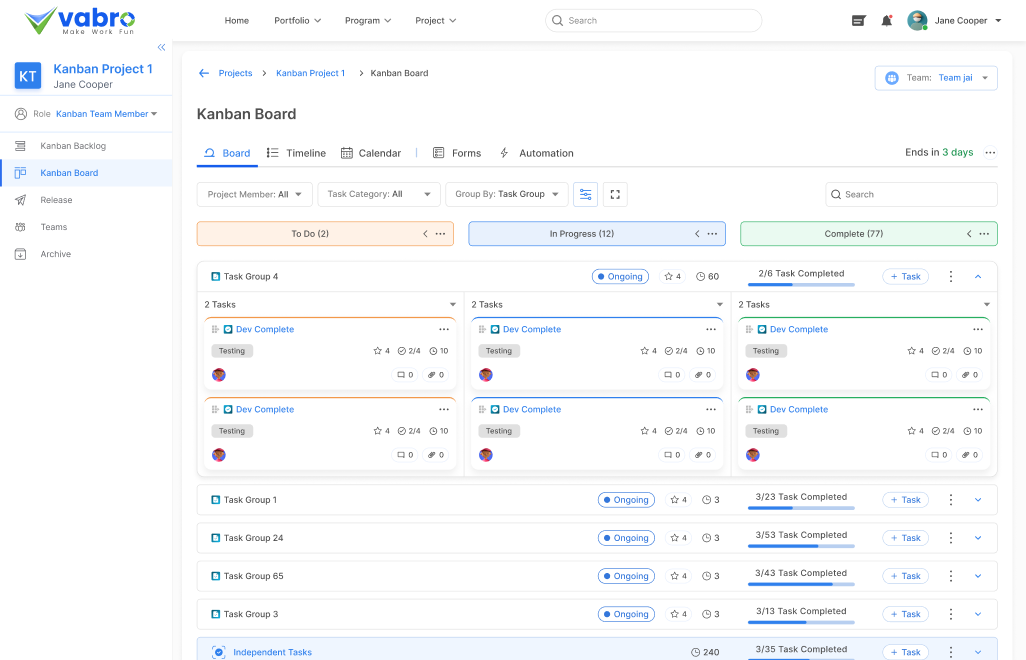 vabro
Make Work Fun
Home Portfolio Program Project Search Jane Cooper
KT Kanban Project 1
Jane Cooper
Role Kanban Team Member
Kanban Backlog
Kanban Board
Release
Teams
Archive
Projects > Kanban Project 1 > Kanban Board
Team: Team jai
Kanban Board
Board Timeline Calendar | Forms Automation Ends in 3 days
Project Member: All Task Category: All Group By: Task Group Search
To Do (2) In Progress (12) Complete (77)
Task Group 4 Ongoing 4 60 2/6 Task Completed + Task
2 Tasks 2 Tasks 2 Tasks
Dev Complete Dev Complete Dev Complete
Testing 4 2/4 10 Testing 4 2/4 10 Testing 4 2/4 10
0 0 0 0 0 0
Dev Complete Dev Complete Dev Complete
Testing 4 2/4 10 Testing 4 2/4 10 Testing 4 2/4 10
0 0 0 0 0 0
Task Group 1 Ongoing 4 3 3/23 Task Completed + Task
Task Group 24 Ongoing 4 3 3/53 Task Completed + Task
Task Group 65 Ongoing 4 3 3/43 Task Completed + Task
Task Group 3 Ongoing 4 3 3/13 Task Completed + Task
Independent Tasks 240 3/35 Task Completed + Task